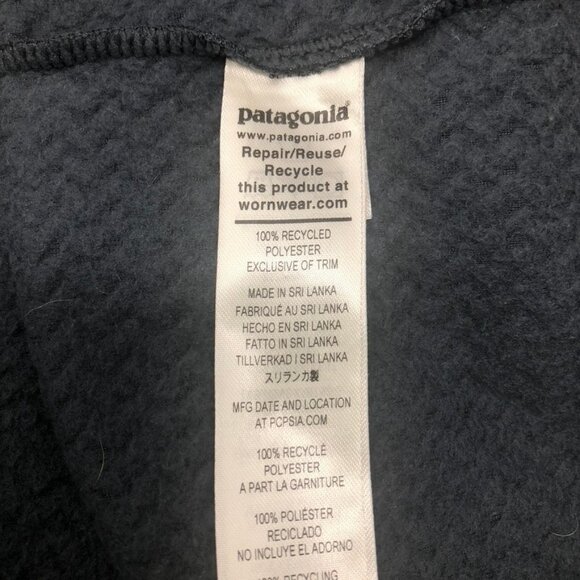 patagonia®
www.patagonia.com
Repair/Reuse/
Recycle
this product at
wornwear.com
100% RECYCLED
POLYESTER
EXCLUSIVE OF TRIM
MADE IN SRI LANKA
FABRIQUÉ AU SRI LANKA
HECHO EN SRI LANKA
FATTO IN SRI LANKA
TILLVERKAD I SRI LANKA
スリランカ製
MFG DATE AND LOCATION
AT PCPSIA.COM
100% RECYCLÉ
POLYESTER
A PART LA GARNITURE
100% POLIÉSTER
RECICLADO
NO INCLUYE EL ADORNO
100% RECYCLING